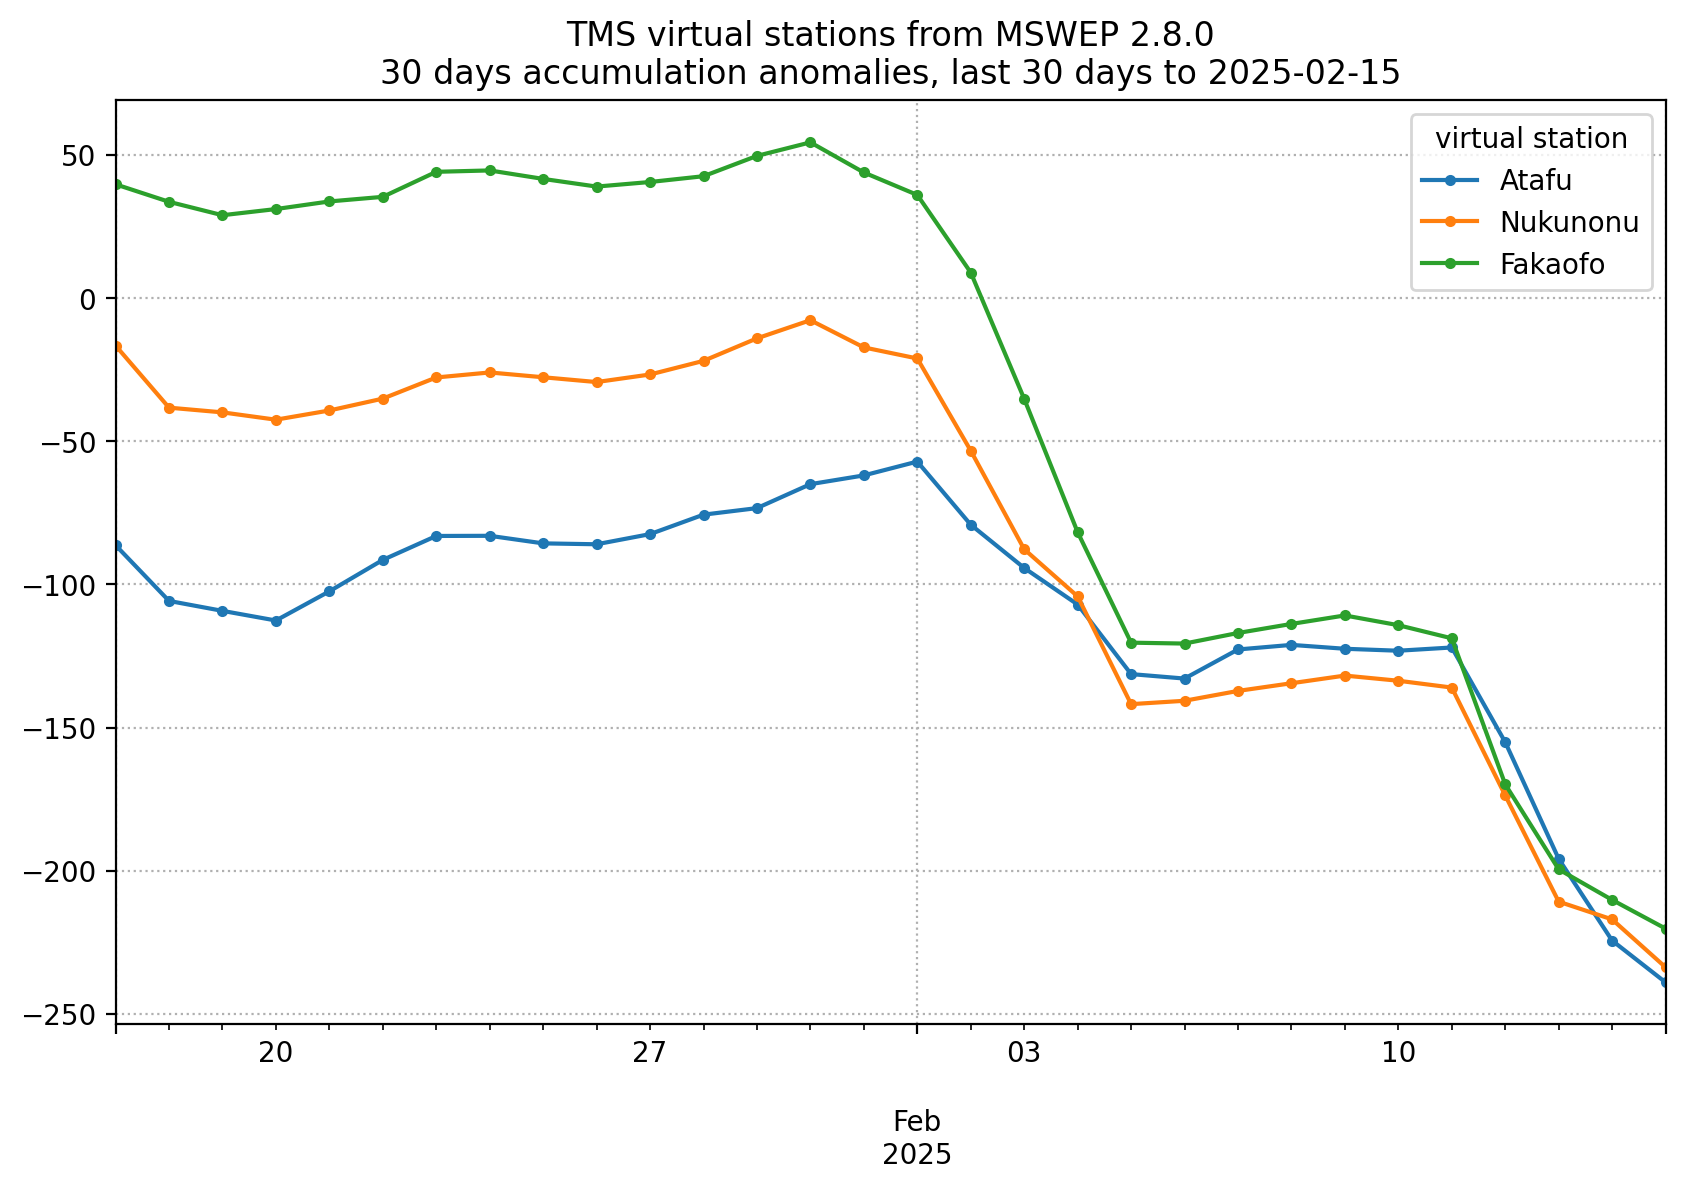 TMS virtual stations from MSWEP 2.8.0
30 days accumulation anomalies, last 30 days to 2025-02-15
virtual station
Atafu
Nukunonu
Fakaofo
50
0
−50
−100
−150
−200
−250
20
27
03
10
Feb
2025